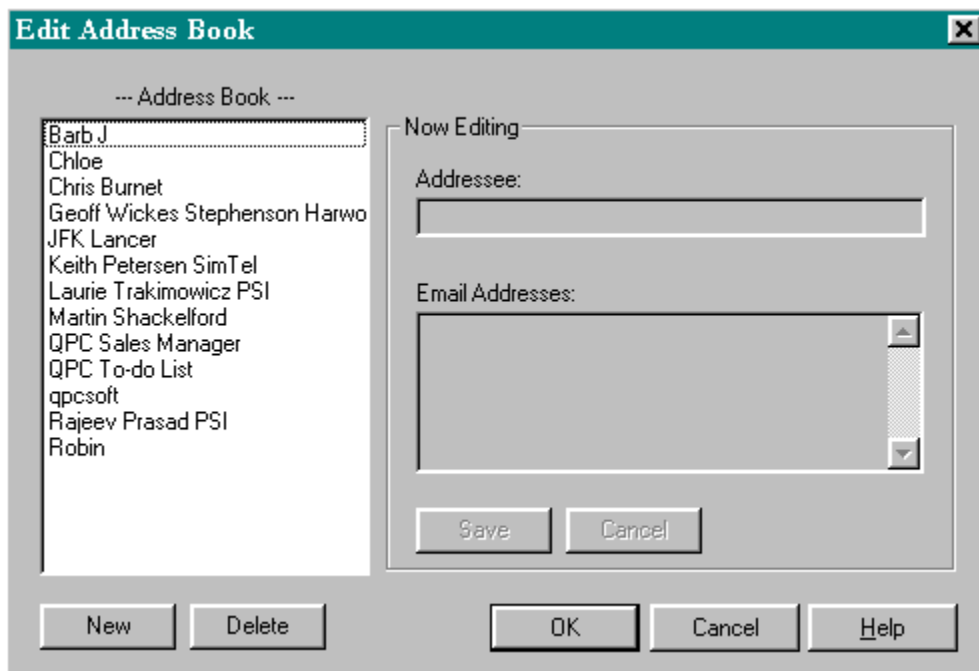 Edit Address Book
--- Address Book ---
Barb J
Chloe
Chris Burnet
Geoff Wickes Stephenson Harwo
JFK Lancer
Keith Petersen SimTel
Laurie Trakimowicz PSI
Martin Shackelford
QPC Sales Manager
QPC To-do List
qpcsoft
Rajeev Prasad PSI
Robin
Now Editing
Addressee:
Email Addresses:
Save Cancel
New Delete OK Cancel Help